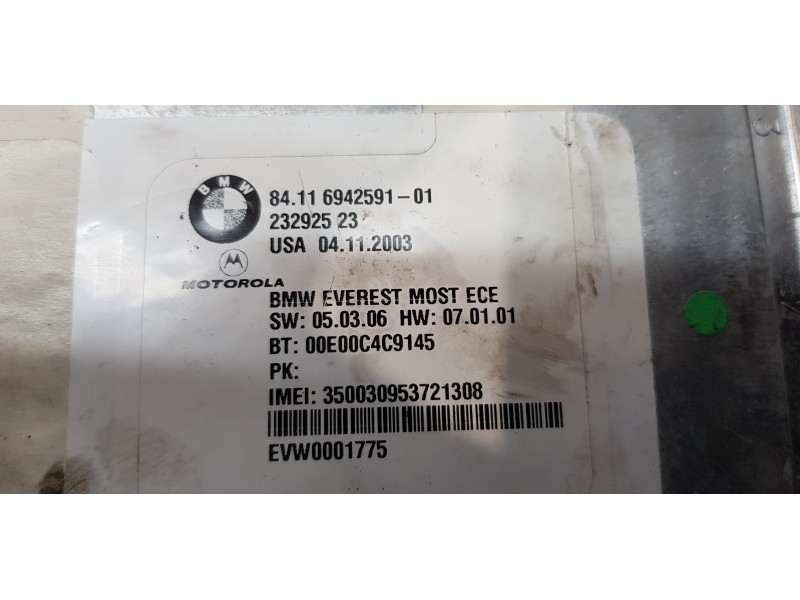 BMW
84.11 6942591-01
232925 23
USA 04.11.2003
MOTOROLA
BMW EVEREST MOST ECE
SW: 05.03.06 HW: 07.01.01
BT: 00E00C4C9145
PK:
IMEI: 350030953721308
EVW0001775
3